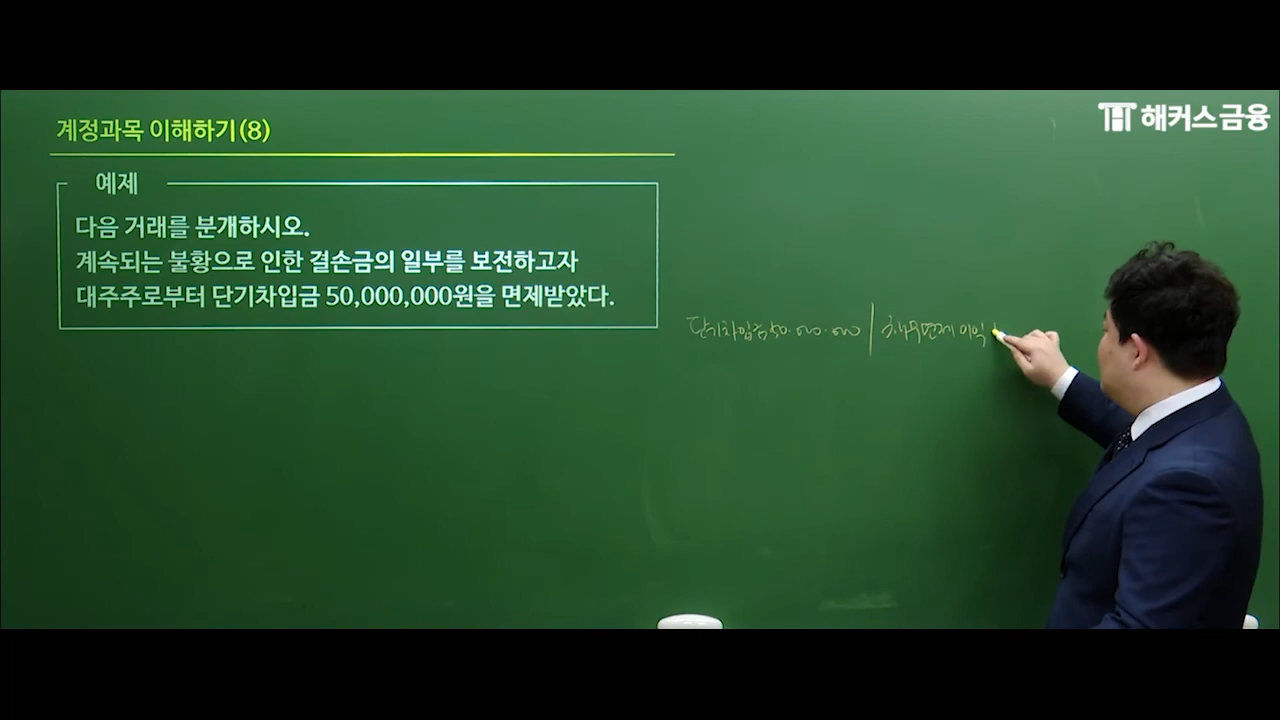 계정과목 이해하기(8)
해커스금융
예제
다음 거래를 분개하시오.
계속되는 불황으로 인한 결손금의 일부를 보전하고자
대주주로부터 단기차입금 50,000,000원을 면제받았다.
단기차입금 50.000.000 | 채무면제이익